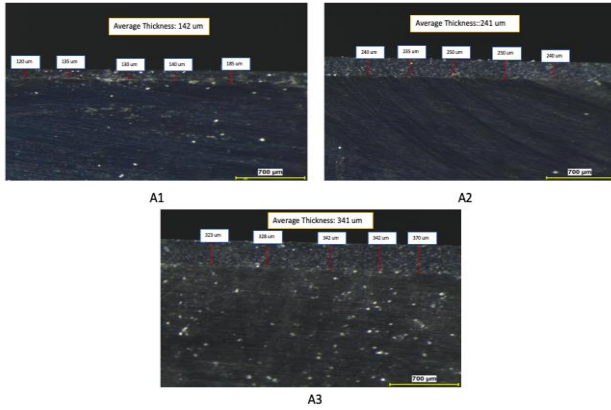 Average Thickness: 142 um
120 um 135 um 130 um 140 um 185 um
700 µm
A1
Average Thickness::241 um
240 um 235 um 250 um 250 um 240 um
700 µm
A2
Average Thickness: 341 um
323 um 328 um 342 um 342 um 370 um
700 µm
A3